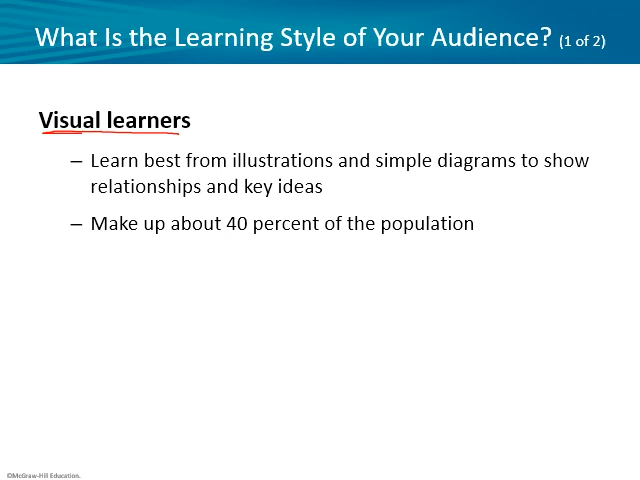 What Is the Learning Style of Your Audience? (1 of 2)
Visual learners
– Learn best from illustrations and simple diagrams to show
relationships and key ideas
– Make up about 40 percent of the population
©McGraw-Hill Education.